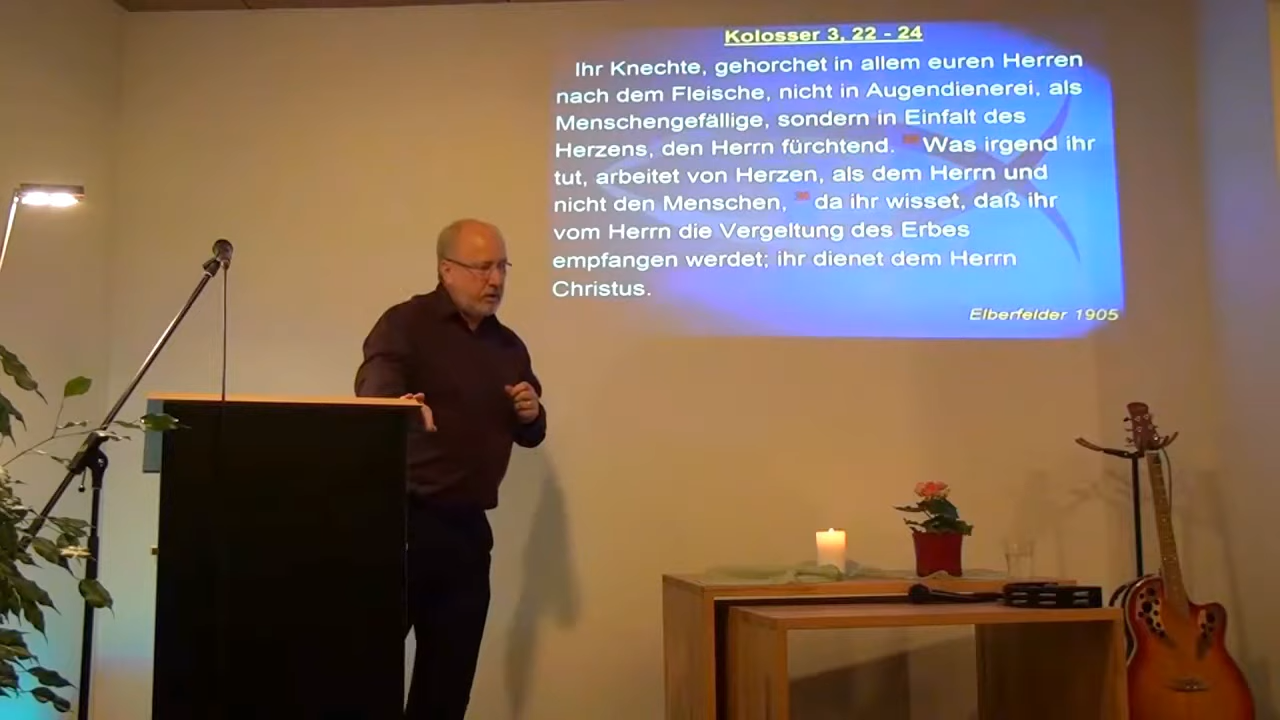 Kolosser 3, 22 - 24
Ihr Knechte, gehorchet in allem euren Herren
nach dem Fleische, nicht in Augendienerei, als
Menschengefällige, sondern in Einfalt des
Herzens, den Herrn fürchtend. Was irgend ihr
tut, arbeitet von Herzen, als dem Herrn und
nicht den Menschen, da ihr wisset, daß ihr
vom Herrn die Vergeltung des Erbes
empfangen werdet; ihr dienet dem Herrn
Christus.
Elberfelder 1905